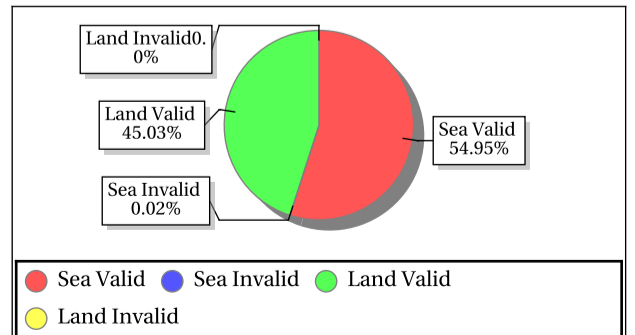 Land Invalid0.
0%
Land Valid
45.03%
Sea Valid
54.95%
Sea Invalid
0.02%
Sea Valid Sea Invalid Land Valid
Land Invalid